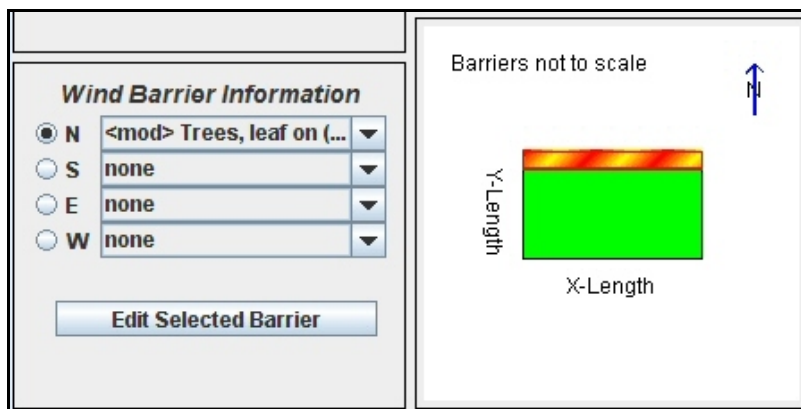 Wind Barrier Information
N <mod> Trees, leaf on (...
S none
E none
W none
Edit Selected Barrier
Barriers not to scale
N
Y-Length
X-Length